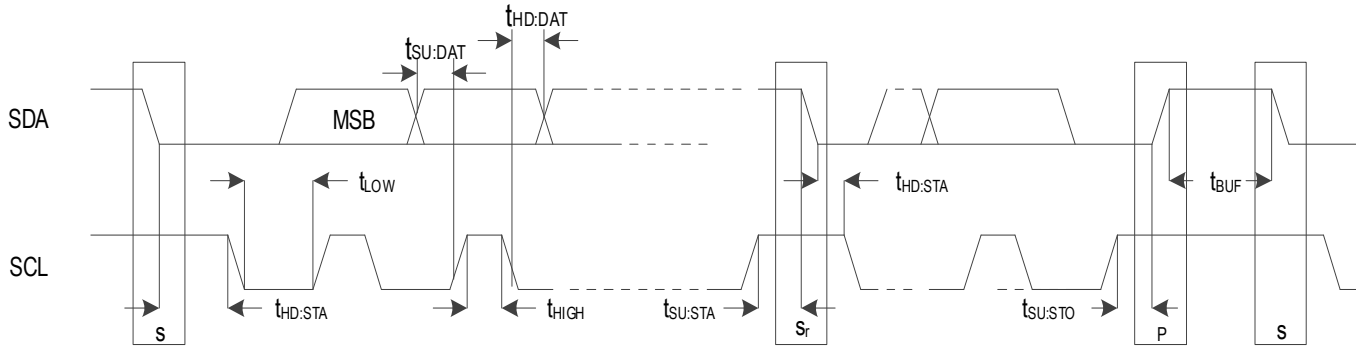 tHD:DAT
tSU:DAT
SDA
MSB
tLOW
tHD:STA
tBUF
SCL
tHD:STA
tHIGH
tSU:STA
tSU:STO
S
Sr
P
S